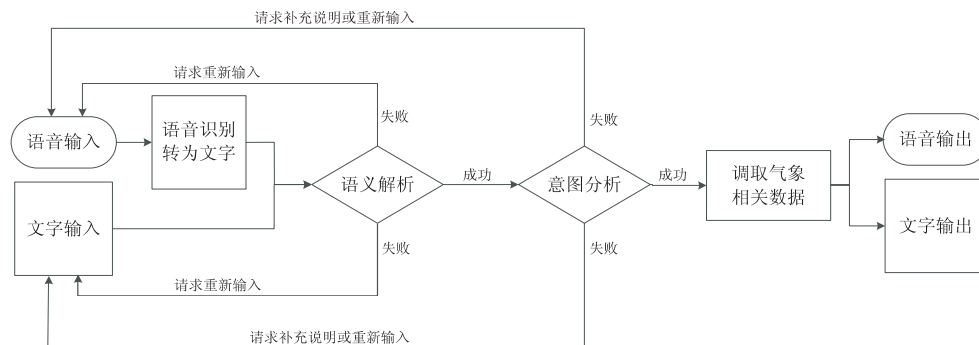 请求补充说明或重新输入
请求重新输入
失败
失败
语音输入
语音识别
转为文字
语音输出
语义解析
成功
意图分析
成功
调取气象
相关数据
文字输入
文字输出
失败
失败
请求重新输入
请求补充说明或重新输入